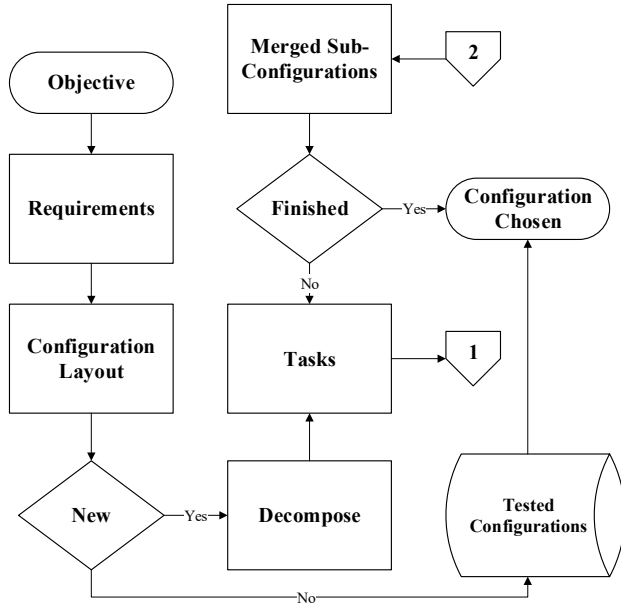 Objective
Requirements
Configuration
Layout
New
Yes
No
Decompose
Tasks
1
Merged Sub-
Configurations
2
Finished
Yes
No
Configuration
Chosen
Tested
Configurations